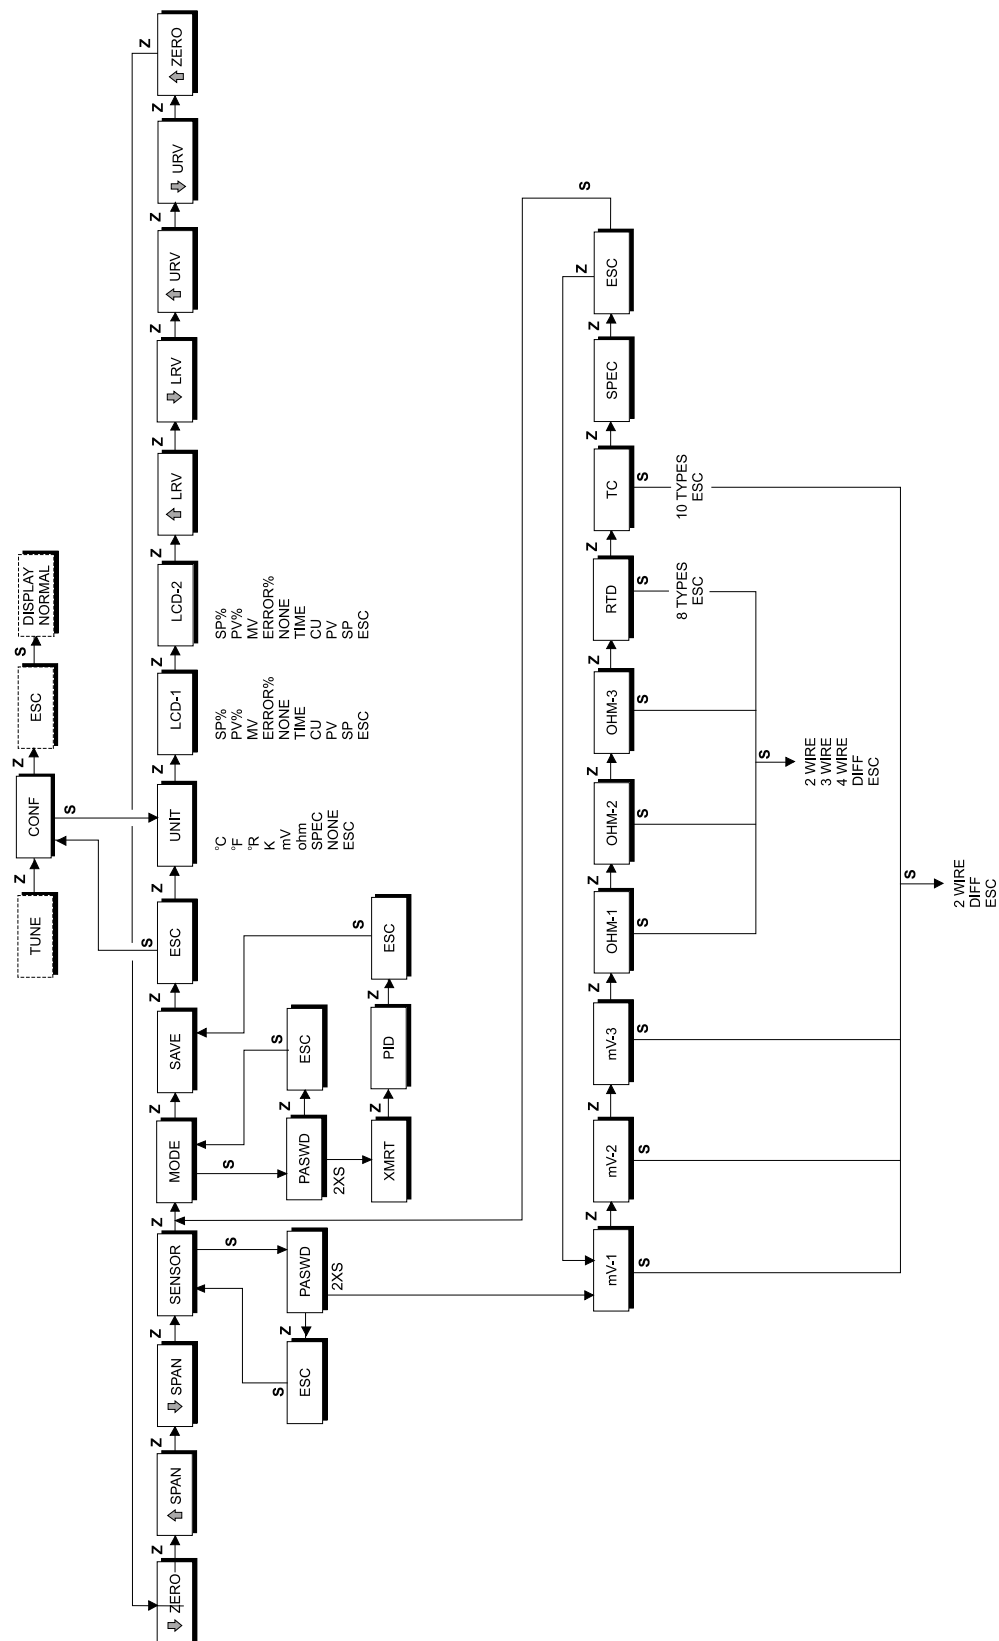 TUNE
Z
CONF
Z
ESC
S
DISPLAY
NORMAL
S
S
ZERO
Z
SPAN
Z
SPAN
Z
SENSOR
Z
MODE
Z
SAVE
Z
ESC
Z
UNIT
Z
LCD-1
Z
LCD-2
Z
LRV
Z
LRV
Z
URV
Z
URV
Z
ZERO
Z
°C
°F
°R
K
mV
ohm
SPEC
NONE
ESC
SP%
PV%
MV
ERROR%
NONE
TIME
CU
PV
SP
ESC
SP%
PV%
MV
ERROR%
NONE
TIME
CU
PV
SP
ESC
S
ESC
Z
S
PASWD
2XS
S
PASWD
2XS
Z
S
ESC
XMRT
Z
PID
Z
S
ESC
mV-1
Z
mV-2
Z
mV-3
Z
OHM-1
Z
OHM-2
Z
OHM-3
Z
RTD
Z
TC
Z
SPEC
Z
ESC
Z
S
S
S
S
S
S
S
S
S
8 TYPES
ESC
10 TYPES
ESC
S
2 WIRE
3 WIRE
4 WIRE
DIFF
ESC
S
2 WIRE
DIFF
ESC